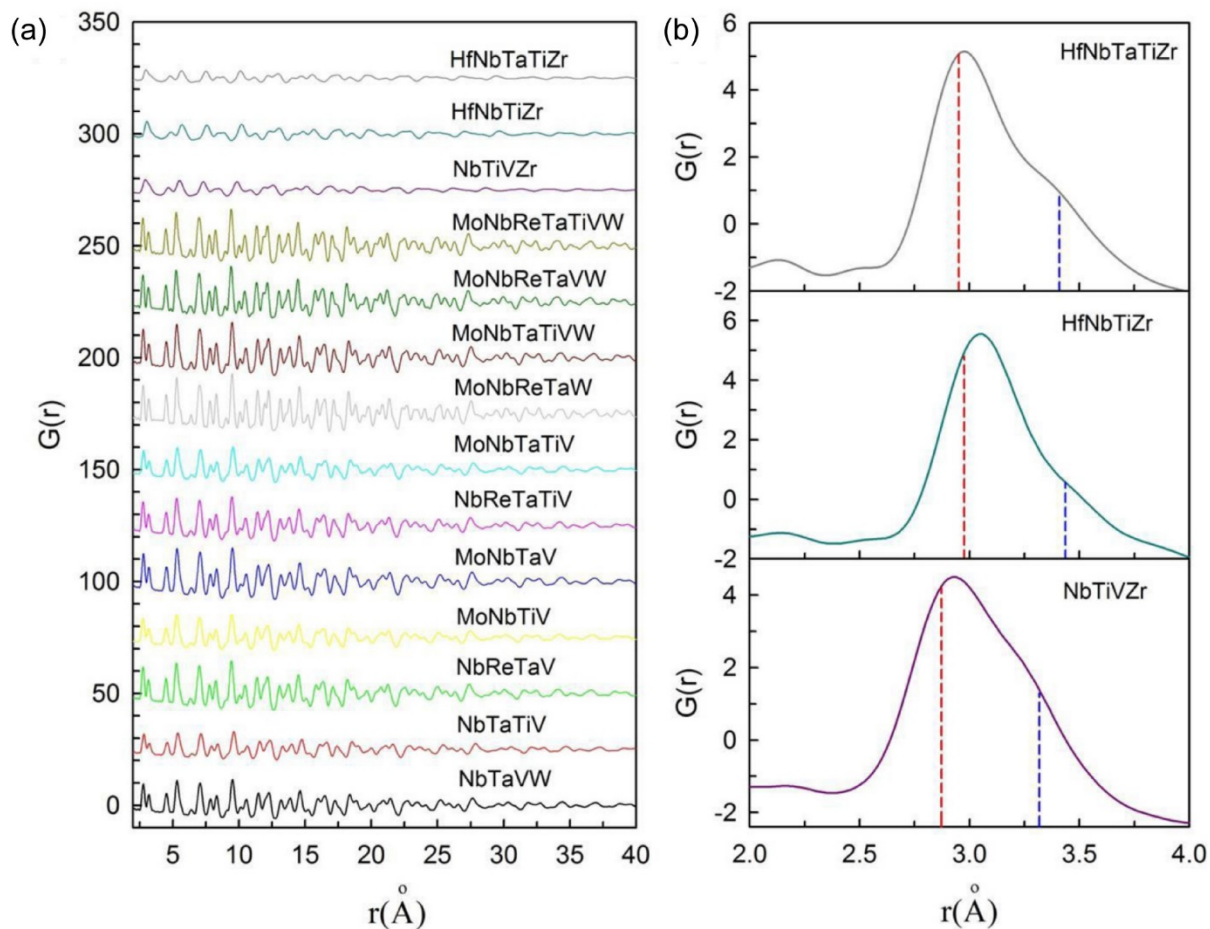 (a)
350
300
250
200
150
100
50
0
G(r)
HfNbTaTiZr
HfNbTiZr
NbTiVZr
MoNbReTaTiVW
MoNbReTaVW
MoNbTaTiVW
MoNbReTaW
MoNbTaTiV
NbReTaTiV
MoNbTaV
MoNbTiV
NbReTaV
NbTaTiV
NbTaVW
5 10 15 20 25 30 35 40
r(Å)
(b)
HfNbTaTiZr
6
4
2
0
-2
G(r)
HfNbTiZr
6
4
2
0
-2
G(r)
NbTiVZr
4
2
0
-2
G(r)
2.0 2.5 3.0 3.5 4.0
r(Å)